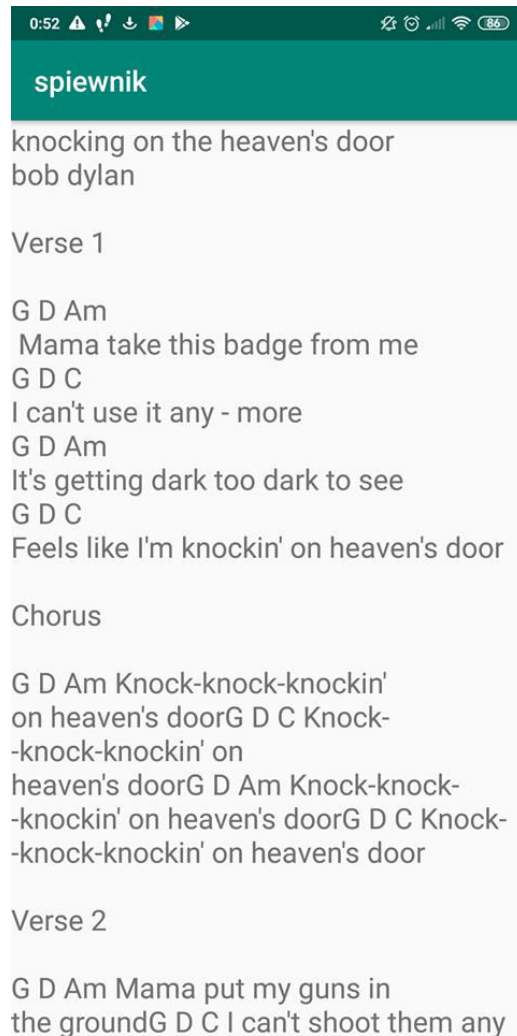 0:52 86
spiewnik
knocking on the heaven's door
bob dylan
Verse 1
G D Am
Mama take this badge from me
G D C
I can't use it any - more
G D Am
It's getting dark too dark to see
G D C
Feels like I'm knockin' on heaven's door
Chorus
G D Am Knock-knock-knockin'
on heaven's doorG D C Knock-
-knock-knockin' on
heaven's doorG D Am Knock-knock-
-knockin' on heaven's doorG D C Knock-
-knock-knockin' on heaven's door
Verse 2
G D Am Mama put my guns in
the groundG D C I can't shoot them any